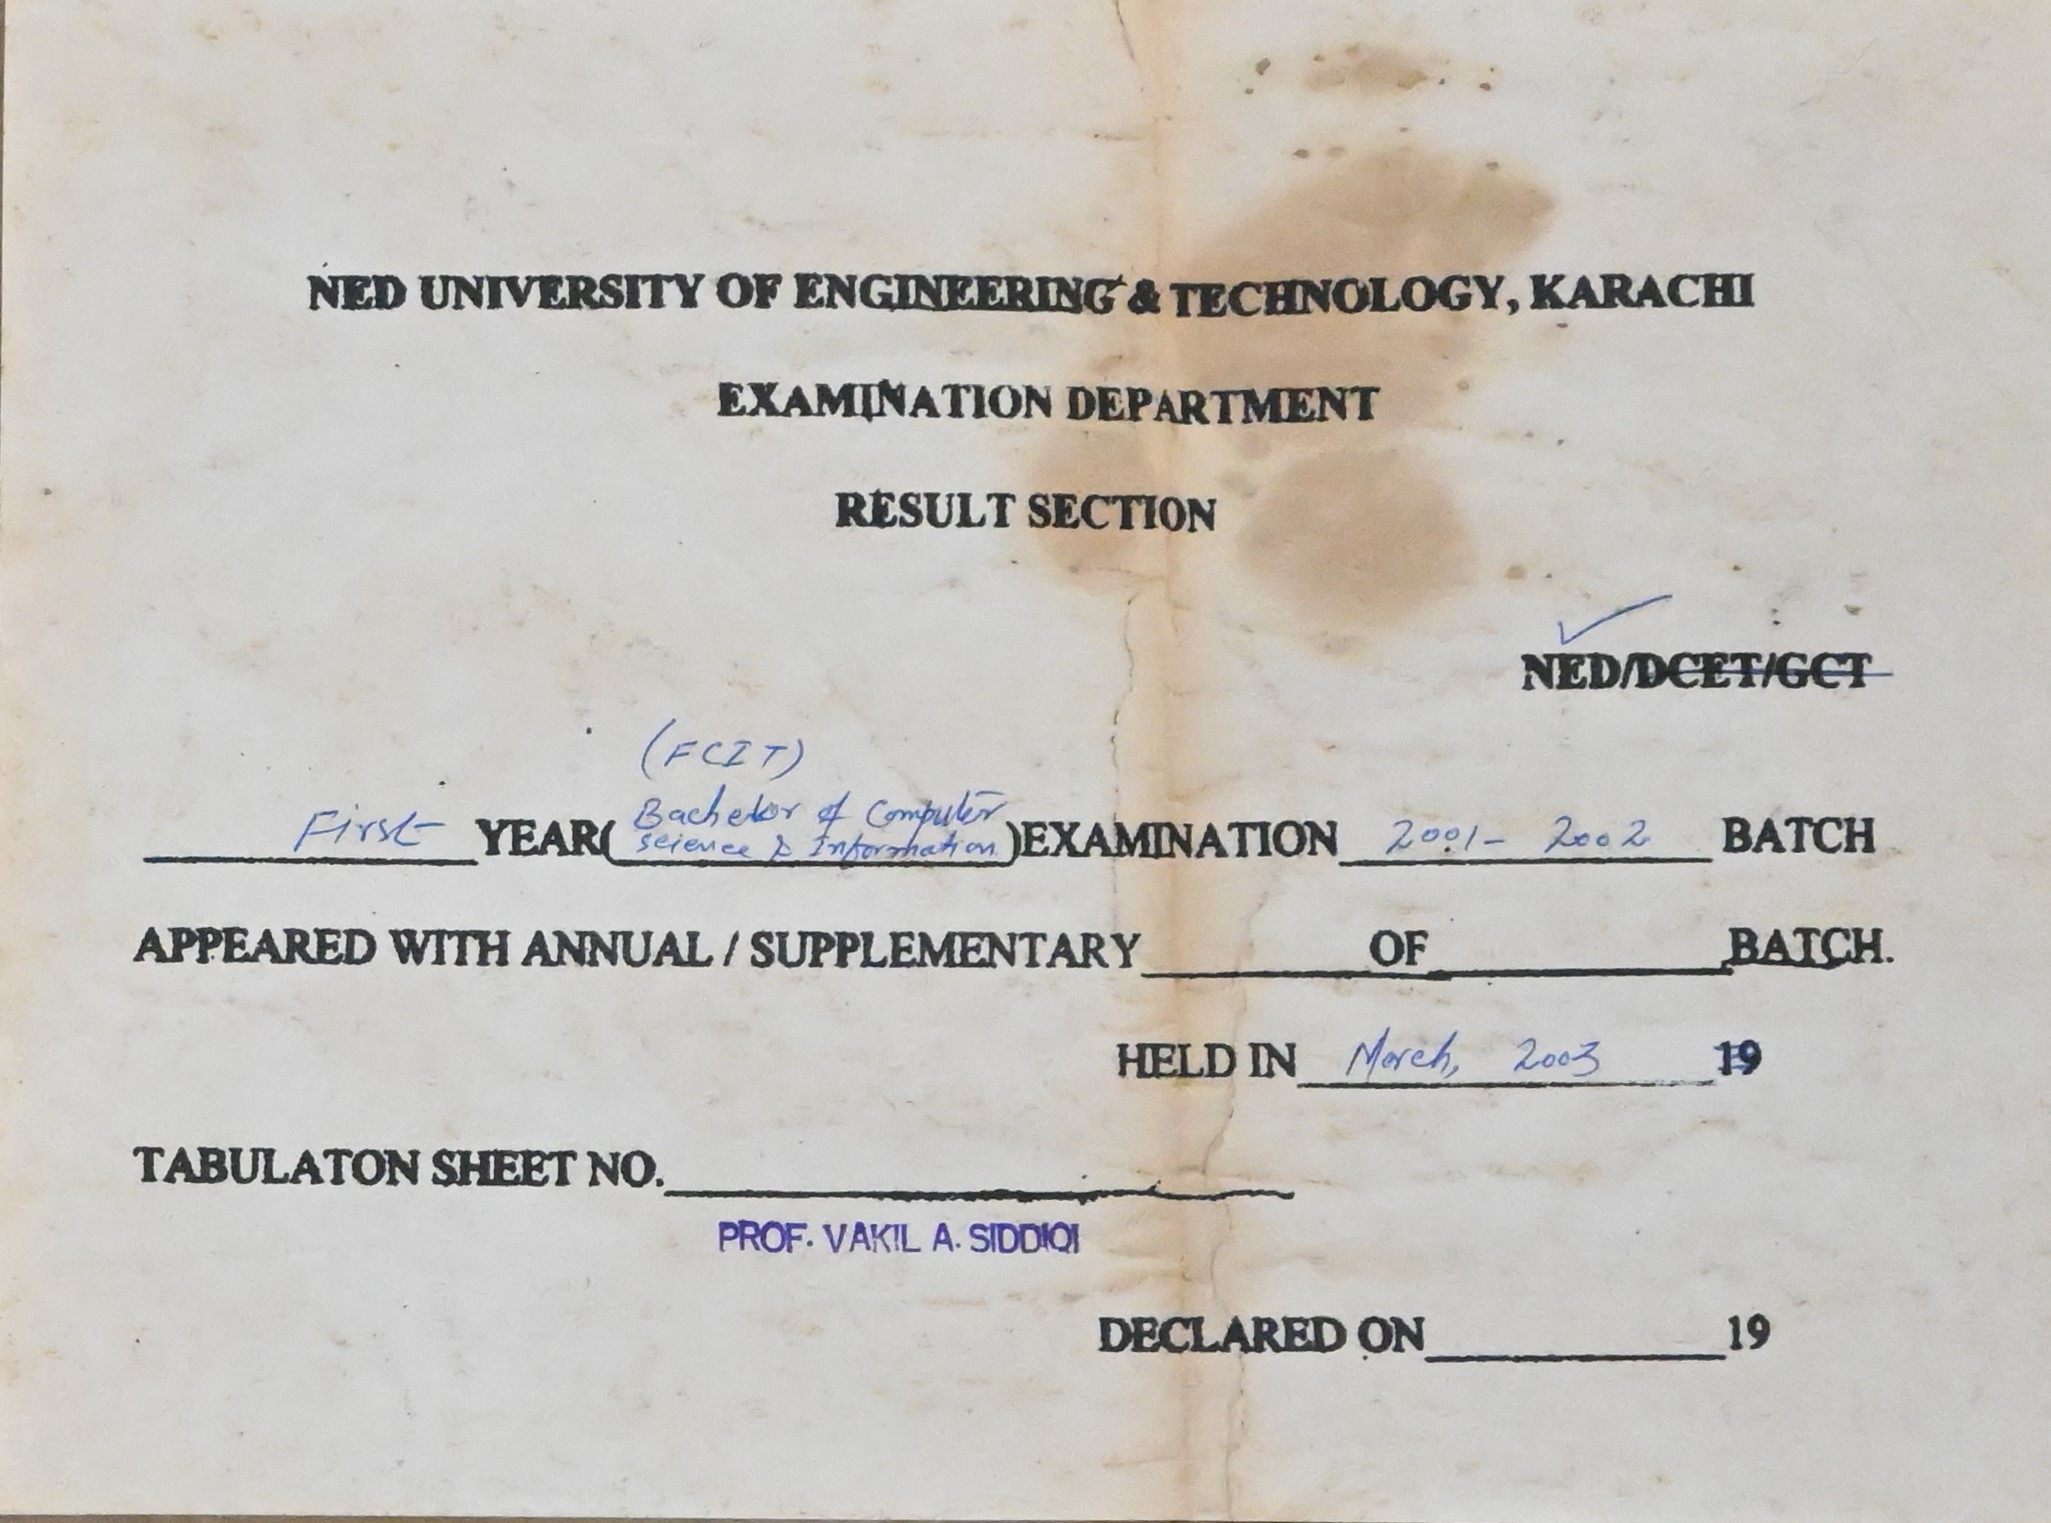 NED UNIVERSITY OF ENGINEERING & TECHNOLOGY, KARACHI
EXAMINATION DEPARTMENT
RESULT SECTION
NED/DCET/GCT
(FCIT)
First YEAR( Bachelor of Computer
science & Information )EXAMINATION 2001- 2002 BATCH
APPEARED WITH ANNUAL / SUPPLEMENTARY OF BATCH.
HELD IN March, 2003 19
TABULATON SHEET NO.
PROF. VAKIL A. SIDDIQI
DECLARED ON 19